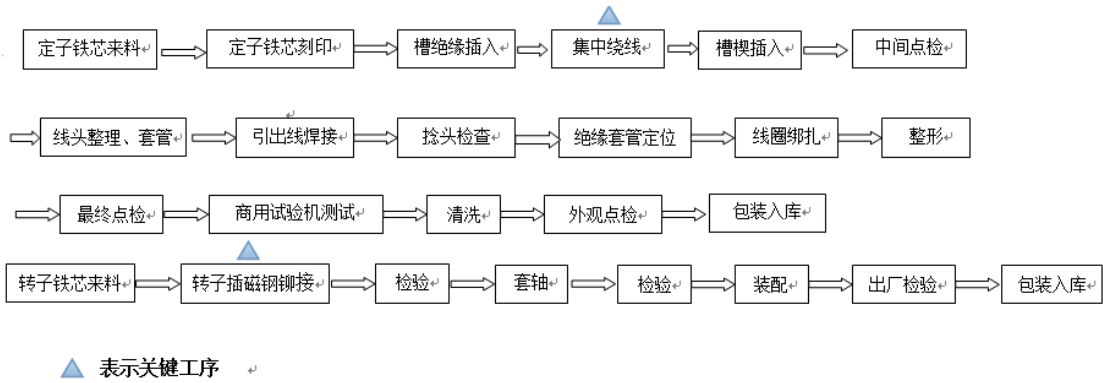 定子铁芯来料 定子铁芯刻印 槽绝缘插入 集中绕线 槽楔插入 中间点检
线头整理、套管 引出线焊接 捻头检查 绝缘套管定位 线圈绑扎 整形
最终点检 商用试验机测试 清洗 外观点检 包装入库
转子铁芯来料 转子插磁钢铆接 检验 套轴 检验 装配 出厂检验 包装入库
表示关键工序